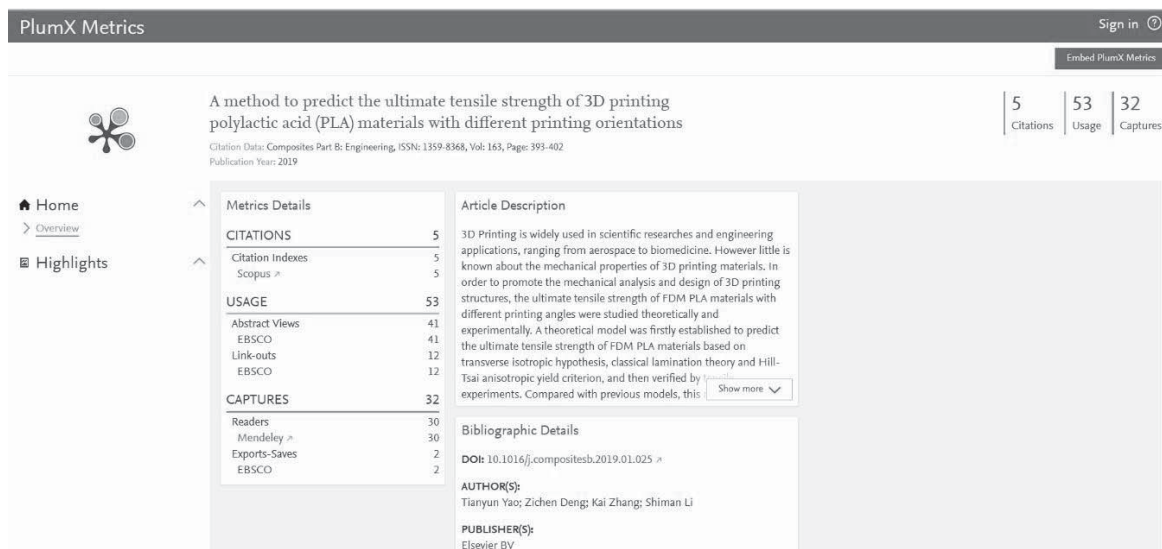 PlumX Metrics
Sign in
Embed PlumX Metrics
A method to predict the ultimate tensile strength of 3D printing
polylactic acid (PLA) materials with different printing orientations
Citation Data: Composites Part B: Engineering, ISSN: 1359-8368, Vol: 163, Page: 393-402
Publication Year: 2019
5 Citations
53 Usage
32 Captures
Home
Overview
Highlights
Metrics Details
CITATIONS 5
Citation Indexes 5
Scopus 5
USAGE 53
Abstract Views 41
EBSCO 41
Link-outs 12
EBSCO 12
CAPTURES 32
Readers 30
Mendeley 30
Exports-Saves 2
EBSCO 2
Article Description
3D Printing is widely used in scientific researches and engineering
applications, ranging from aerospace to biomedicine. However little is
known about the mechanical properties of 3D printing materials. In
order to promote the mechanical analysis and design of 3D printing
structures, the ultimate tensile strength of FDM PLA materials with
different printing angles were studied theoretically and
experimentally. A theoretical model was firstly established to predict
the ultimate tensile strength of FDM PLA materials based on
transverse isotropic hypothesis, classical lamination theory and Hill-
Tsai anisotropic yield criterion, and then verified by
experiments. Compared with previous models, this
Show more
Bibliographic Details
DOI: 10.1016/j.compositesb.2019.01.025
AUTHOR(S):
Tianyun Yao; Zichen Deng; Kai Zhang; Shiman Li
PUBLISHER(S):
Elsevier BV